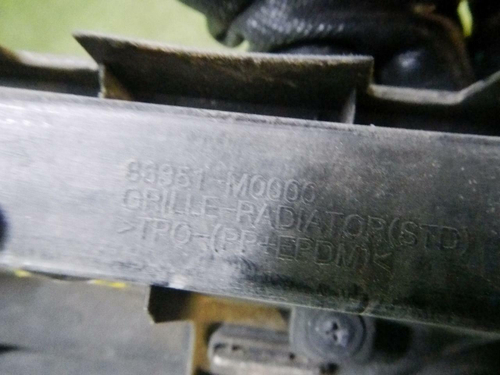 86351-M0000
GRILLE-RADIATOR(STD)
>TPO-(PP+EPDM)<